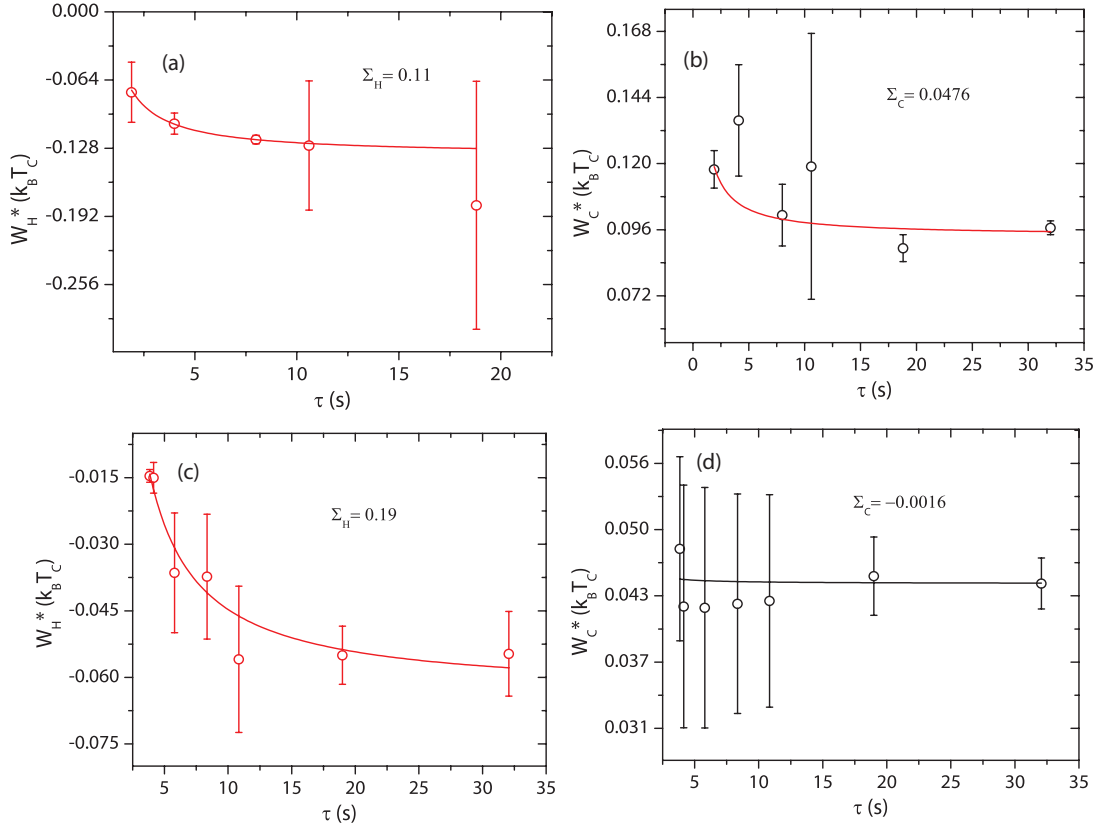 (a)
Σ_H = 0.11
0.000
-0.064
-0.128
-0.192
-0.256
W_H* (k_B T_C)
5
10
15
20
τ (s)
(b)
Σ_C = 0.0476
0.168
0.144
0.120
0.096
0.072
W_C* (k_B T_C)
0
5
10
15
20
25
30
35
τ (s)
(c)
Σ_H = 0.19
-0.015
-0.030
-0.045
-0.060
-0.075
W_H* (k_B T_C)
5
10
15
20
25
30
35
τ (s)
(d)
Σ_C = −0.0016
0.056
0.050
0.043
0.037
0.031
W_C* (k_B T_C)
5
10
15
20
25
30
35
τ (s)